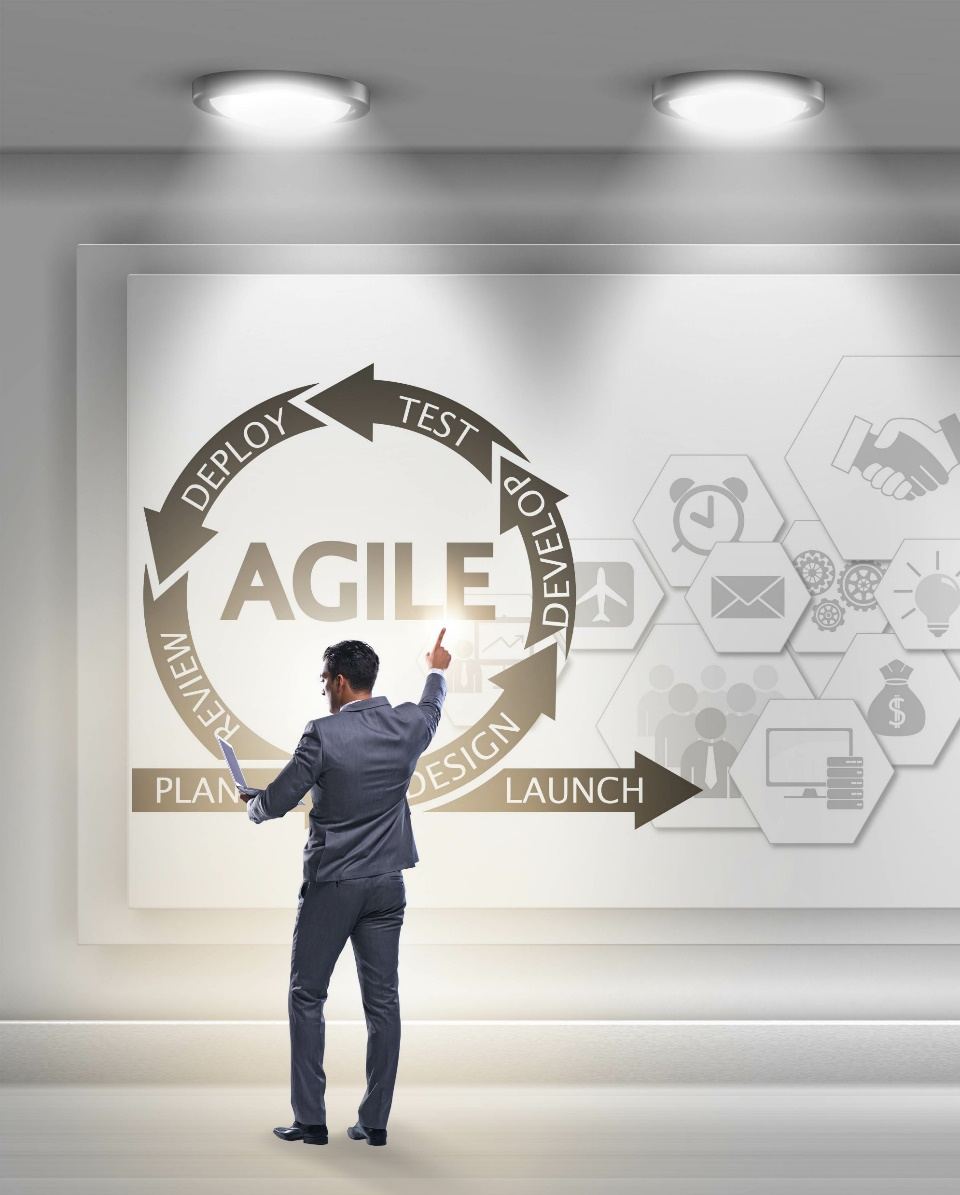 TEST
DEPLOY
DEVELOP
AGILE
REVIEW
DESIGN
PLAN
LAUNCH
$